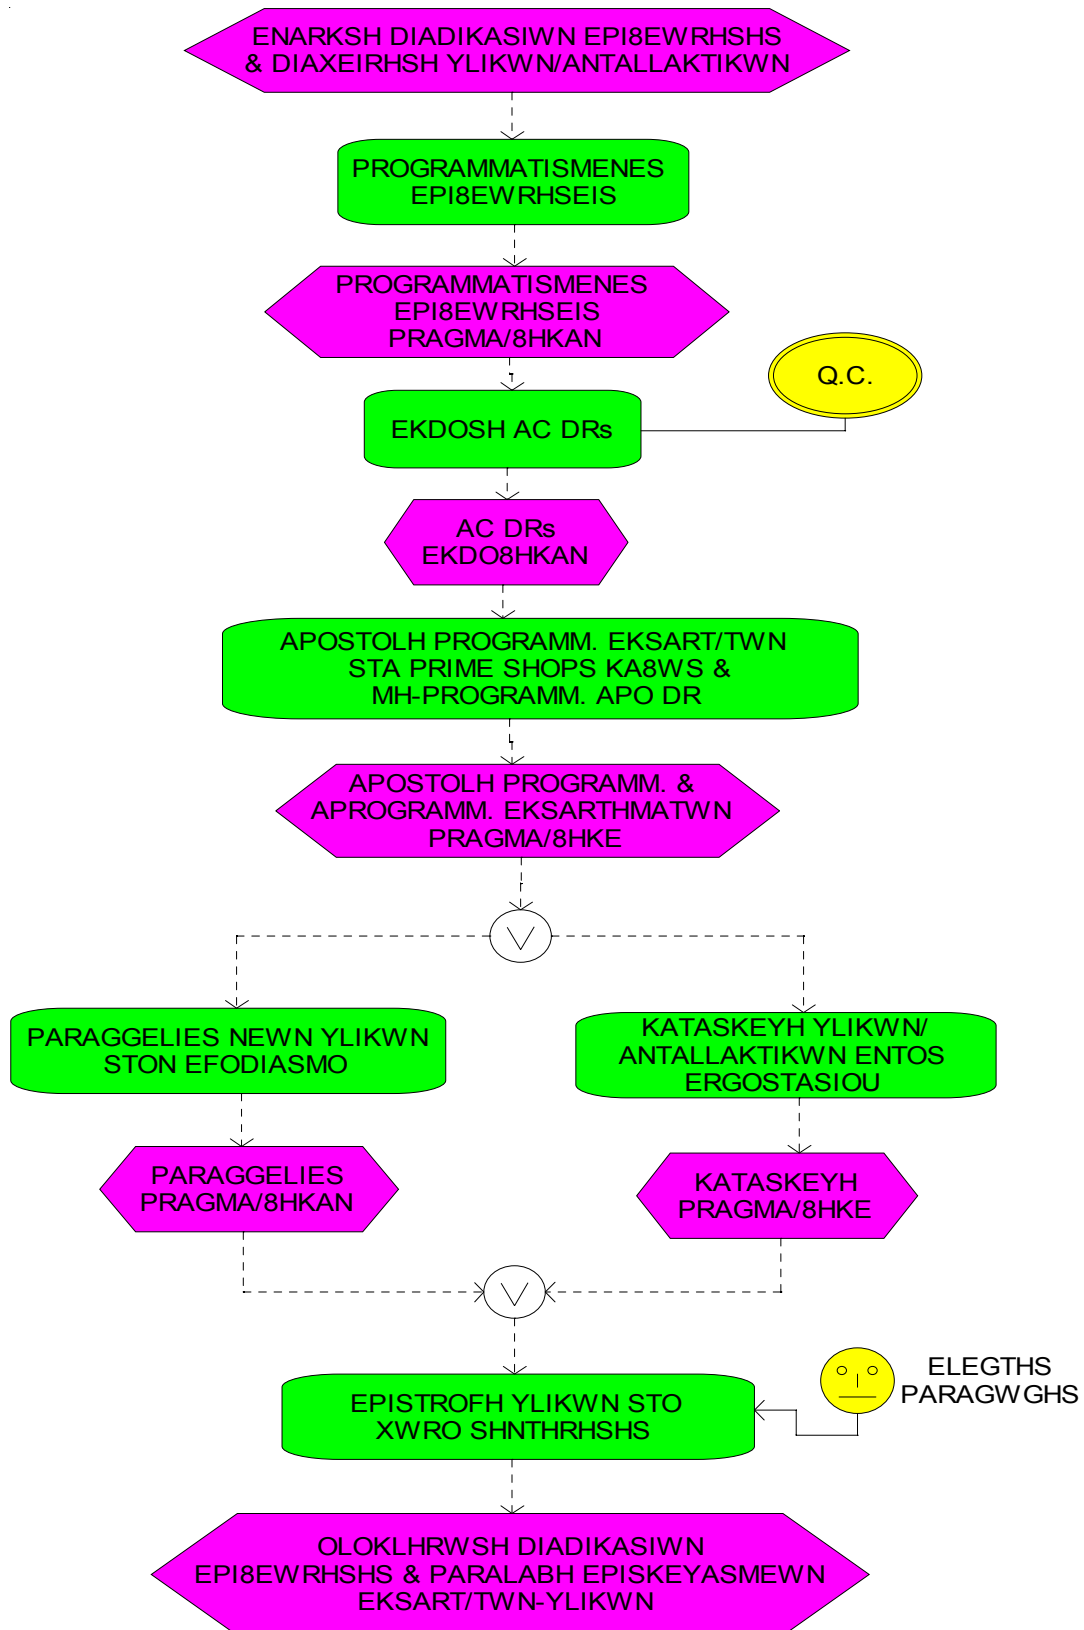 ENARKSH DIADIKASIWN EPI8EWRHSHS
& DIAXEIRHSH YLIKWN/ANTALLAKTIKWN
PROGRAMMATISMENES
EPI8EWRHSEIS
PROGRAMMATISMENES
EPI8EWRHSEIS
PRAGMA/8HKAN
Q.C.
EKDOSH AC DRs
AC DRs
EKDO8HKAN
APOSTOLH PROGRAMM. EKSART/TWN
STA PRIME SHOPS KA8WS &
MH-PROGRAMM. APO DR
APOSTOLH PROGRAMM. &
APROGRAMM. EKSARTHMATWN
PRAGMA/8HKE
PARAGGELIES NEWN YLIKWN
STON EFODIASMO
KATASKEYH YLIKWN/
ANTALLAKTIKWN ENTOS
ERGOSTASIOU
PARAGGELIES
PRAGMA/8HKAN
KATASKEYH
PRAGMA/8HKE
ELEGTHS
PARAGWGHS
EPISTROFH YLIKWN STO
XWRO SHNTHRHSHS
OLOKLHRWSH DIADIKASIWN
EPI8EWRHSHS & PARALABH EPISKEYASMEWN
EKSART/TWN-YLIKWN